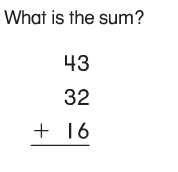 What is the sum?
43
32
+ 16